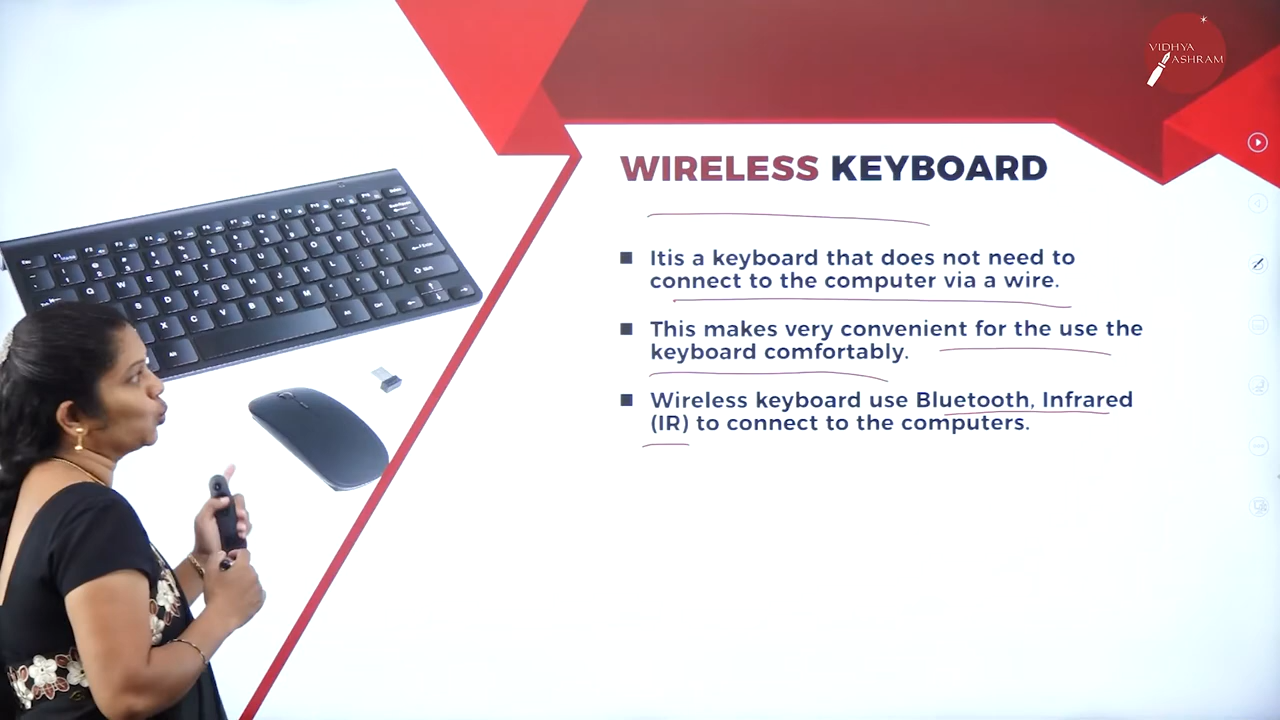 VIDHYA
ASHRAM
WIRELESS KEYBOARD
■ Itis a keyboard that does not need to
connect to the computer via a wire.
■ This makes very convenient for the use the
keyboard comfortably.
■ Wireless keyboard use Bluetooth, Infrared
(IR) to connect to the computers.